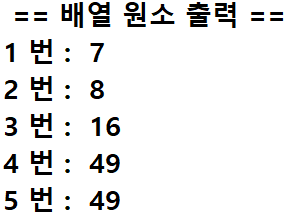 == 배열 원소 출력 ==
1 번 : 7
2 번 : 8
3 번 : 16
4 번 : 49
5 번 : 49